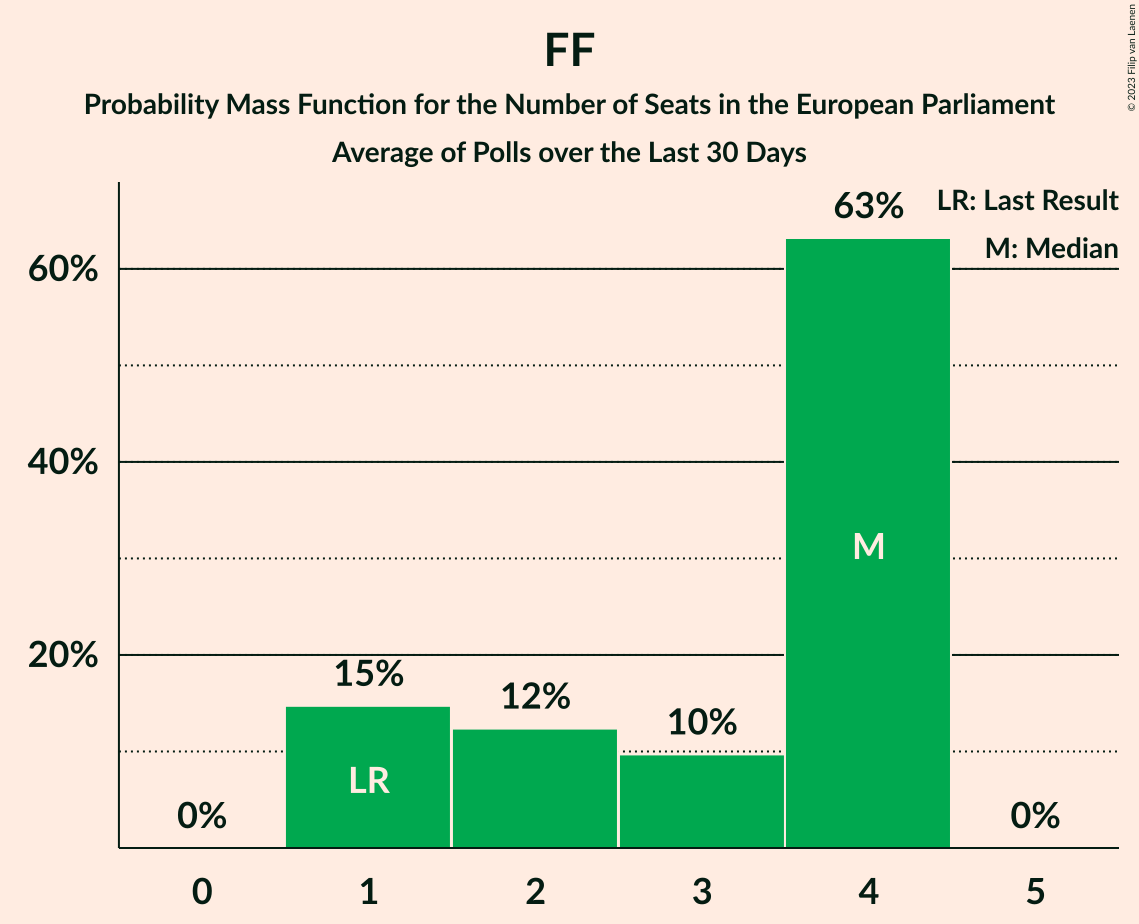 FF
Probability Mass Function for the Number of Seats in the European Parliament
Average of Polls over the Last 30 Days
© 2023 Filip van Laenen
LR: Last Result
M: Median
60%
40%
20%
0%
15%
12%
10%
63%
0%
LR
M
0 1 2 3 4 5